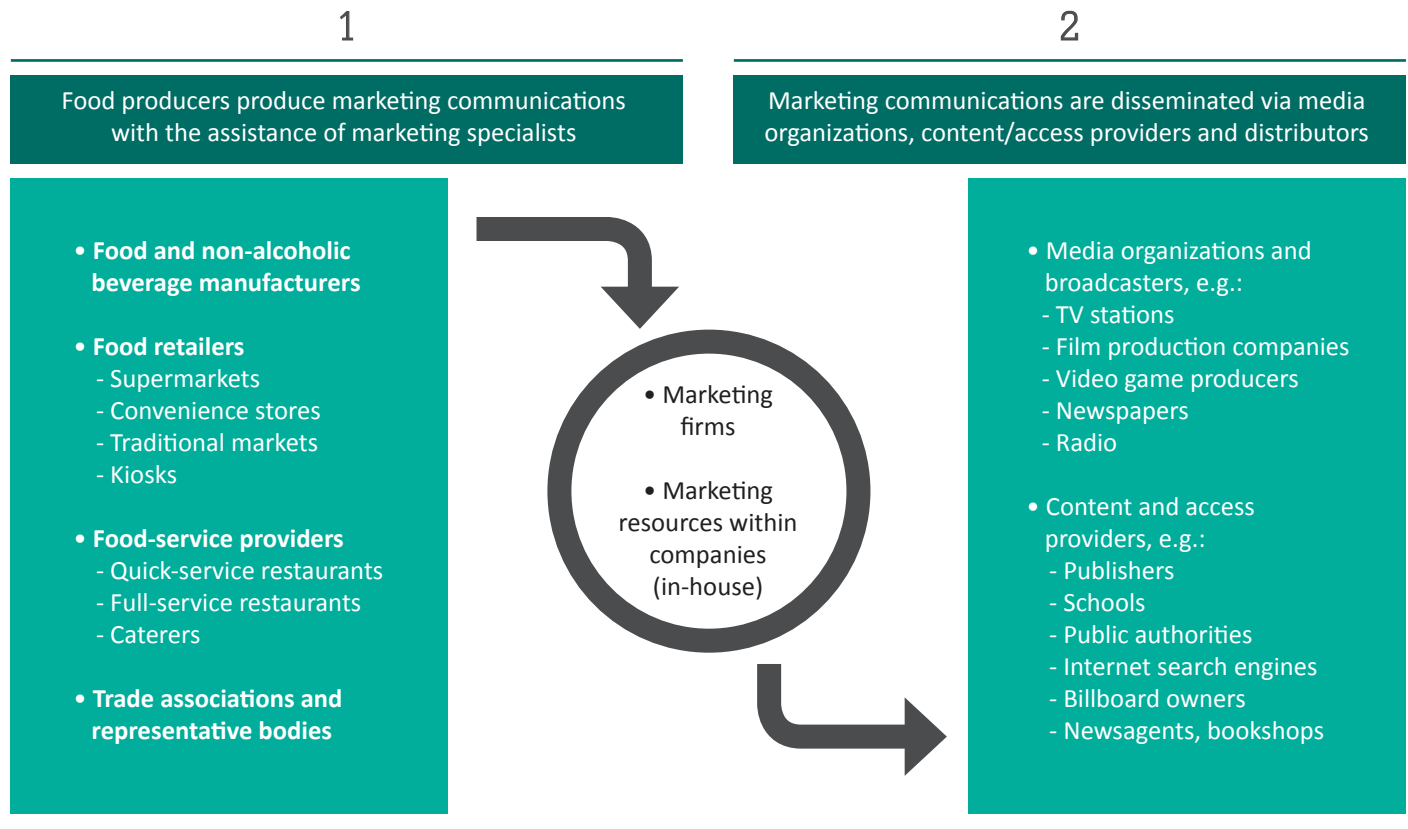 1
Food producers produce marketing communications
with the assistance of marketing specialists
• Food and non-alcoholic
beverage manufacturers
• Food retailers
- Supermarkets
- Convenience stores
- Traditional markets
- Kiosks
• Food-service providers
- Quick-service restaurants
- Full-service restaurants
- Caterers
• Trade associations and
representative bodies
• Marketing
firms
• Marketing
resources within
companies
(in-house)
2
Marketing communications are disseminated via media
organizations, content/access providers and distributors
• Media organizations and
broadcasters, e.g.:
- TV stations
- Film production companies
- Video game producers
- Newspapers
- Radio
• Content and access
providers, e.g.:
- Publishers
- Schools
- Public authorities
- Internet search engines
- Billboard owners
- Newsagents, bookshops